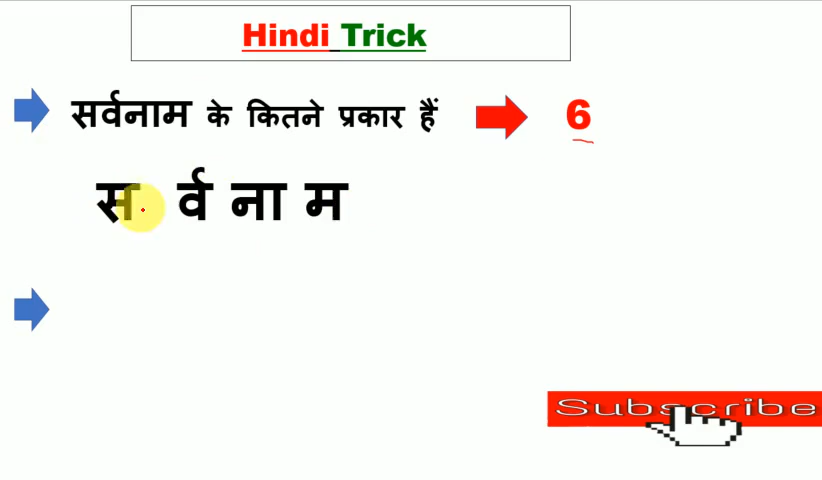 Hindi Trick
सर्वनाम के कितने प्रकार हैं 6
स र्व ना म
Subscribe